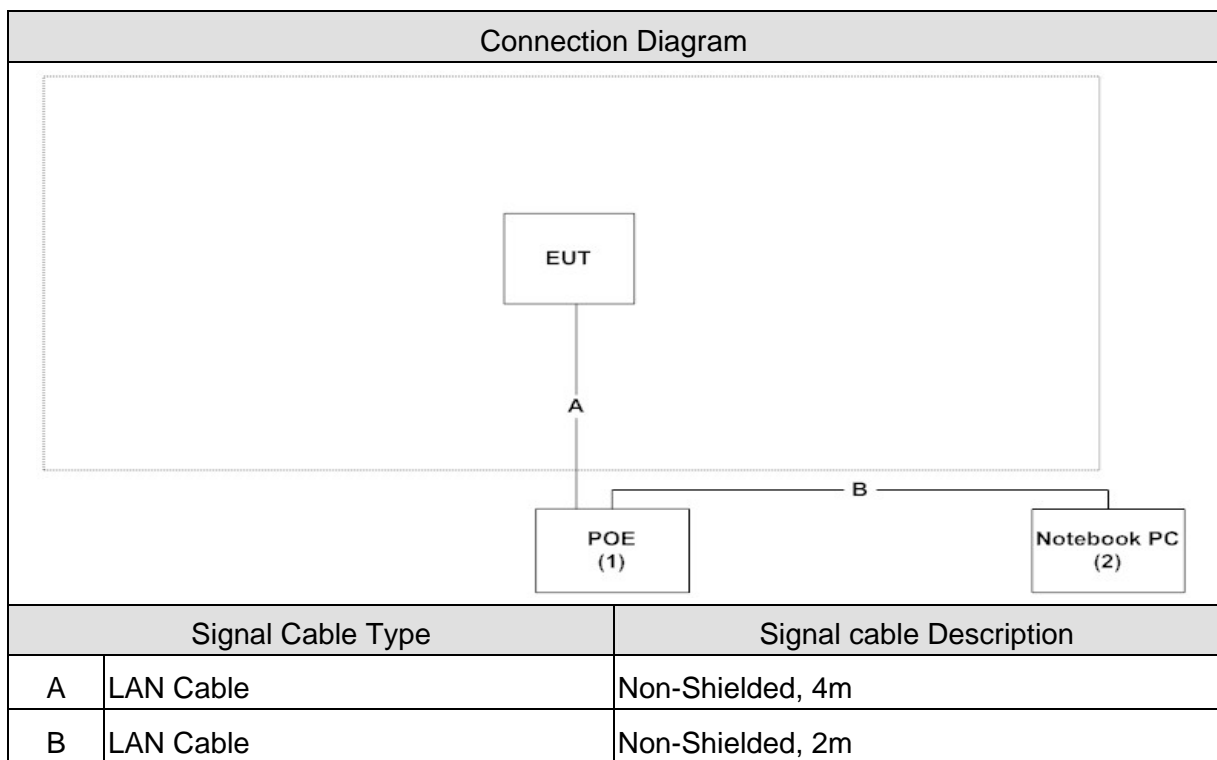 Connection Diagram
EUT
A
B
POE
(1)
Notebook PC
(2)
Signal Cable Type Signal cable Description
A LAN Cable Non-Shielded, 4m
B LAN Cable Non-Shielded, 2m